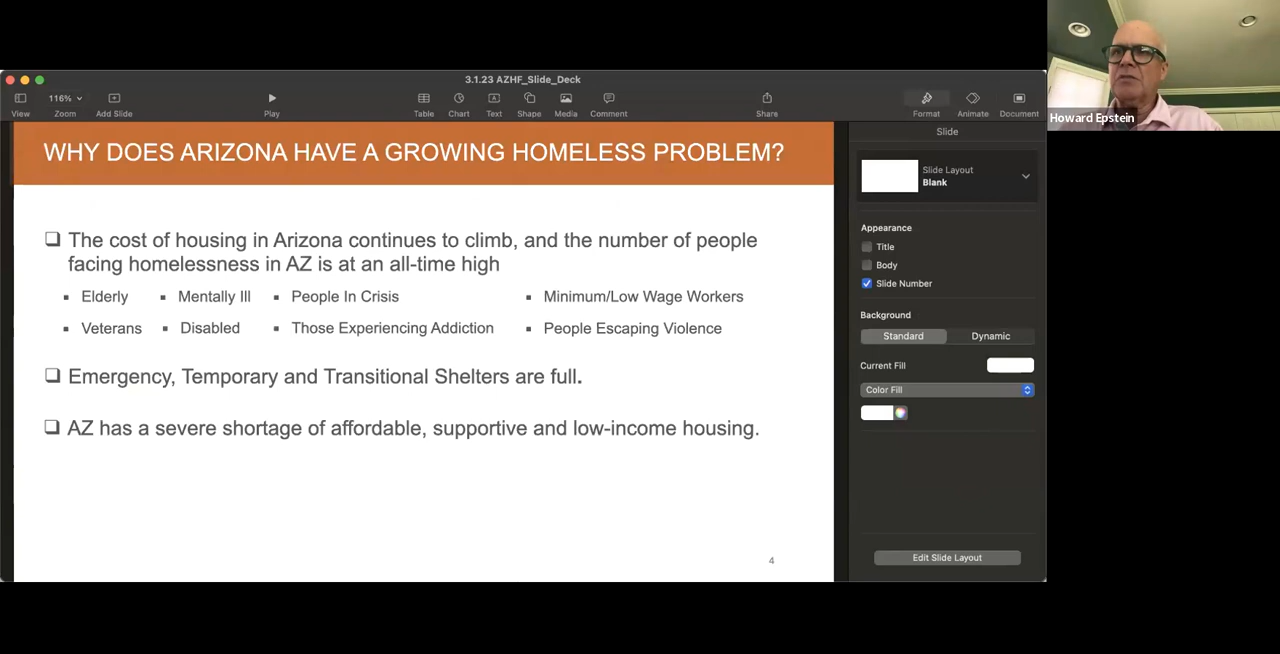 3.1.23 AZHF_Slide_Deck
116%
View
Zoom
Add Slide
Play
Table
Chart
Text
Shape
Media
Comment
Share
Format
Animate
Document
Howard Epstein
WHY DOES ARIZONA HAVE A GROWING HOMELESS PROBLEM?
The cost of housing in Arizona continues to climb, and the number of people
facing homelessness in AZ is at an all-time high
Elderly
Mentally Ill
People In Crisis
Minimum/Low Wage Workers
Veterans
Disabled
Those Experiencing Addiction
People Escaping Violence
Emergency, Temporary and Transitional Shelters are full.
AZ has a severe shortage of affordable, supportive and low-income housing.
4
Slide
Slide Layout
Blank
Appearance
Title
Body
Slide Number
Background
Standard
Dynamic
Current Fill
Color Fill
Edit Slide Layout